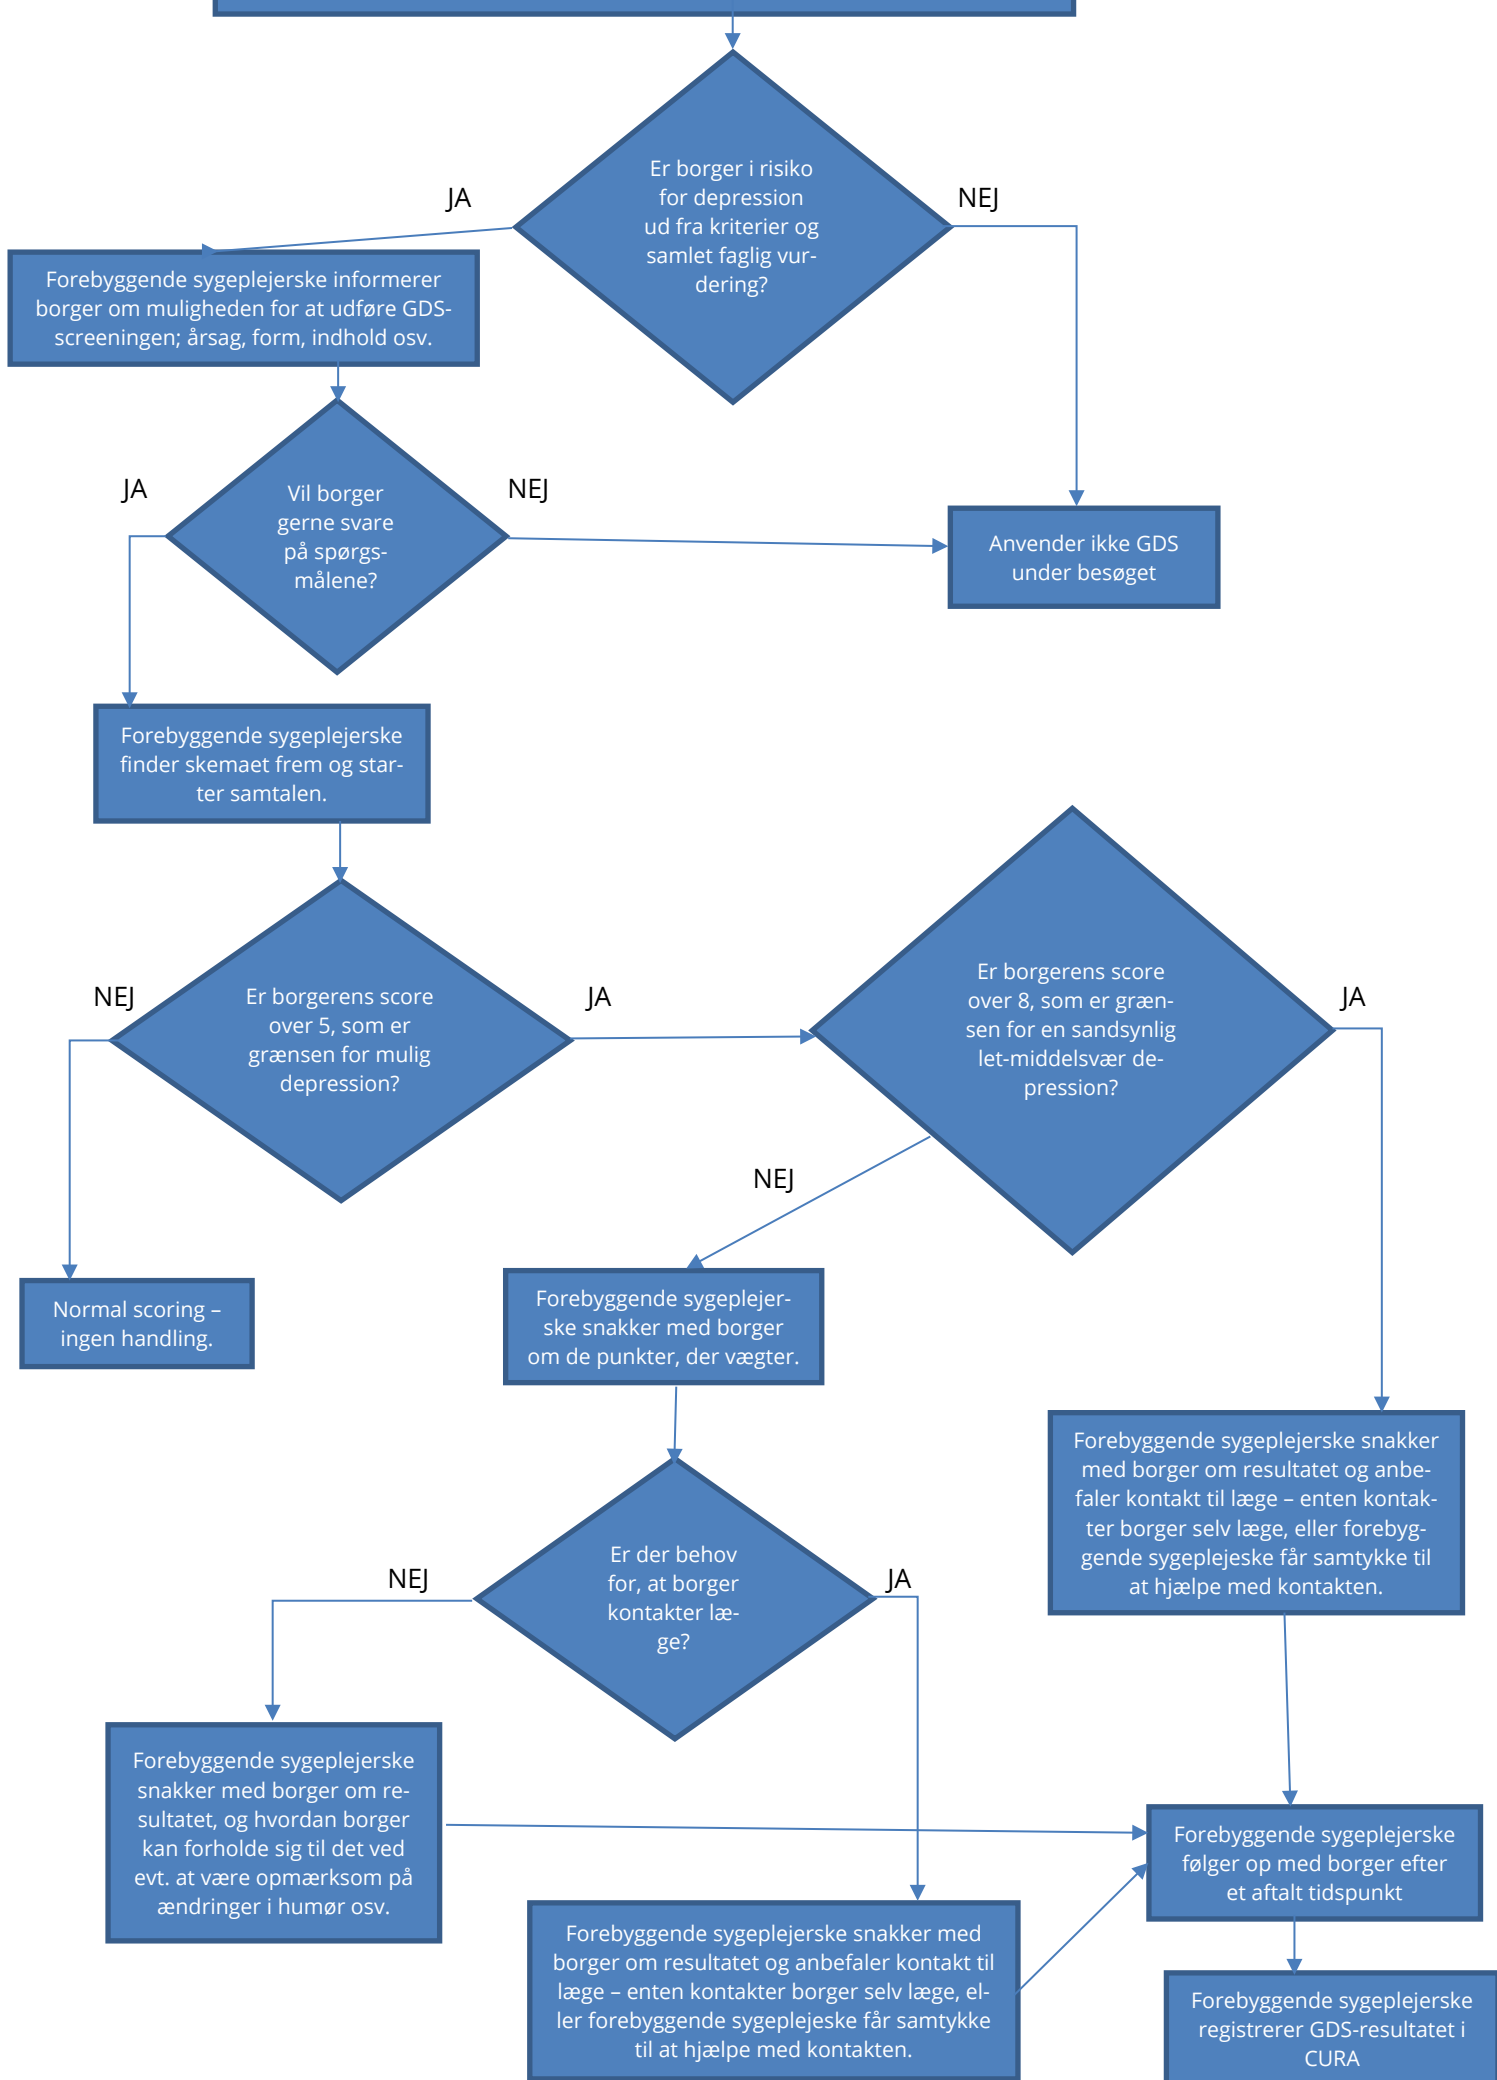 Er borger i risiko
for depression
ud fra kriterier og
samlet faglig vur-
dering?
JA
NEJ
Forebyggende sygeplejerske informerer
borger om muligheden for at udføre GDS-
screeningen; årsag, form, indhold osv.
Vil borger
gerne svare
på spørgs-
målene?
JA
NEJ
Anvender ikke GDS
under besøget
Forebyggende sygeplejerske
finder skemaet frem og star-
ter samtalen.
Er borgerens score
over 5, som er
grænsen for mulig
depression?
NEJ
JA
Er borgerens score
over 8, som er græn-
sen for en sandsynlig
let-middelsvær de-
pression?
JA
NEJ
Normal scoring –
ingen handling.
Forebyggende sygeplejer-
ske snakker med borger
om de punkter, der vægter.
Forebyggende sygeplejerske snakker
med borger om resultatet og anbe-
faler kontakt til læge – enten kontak-
ter borger selv læge, eller forebyg-
gende sygeplejeske får samtykke til
at hjælpe med kontakten.
Er der behov
for, at borger
kontakter læ-
ge?
NEJ
JA
Forebyggende sygeplejerske
snakker med borger om re-
sultatet, og hvordan borger
kan forholde sig til det ved
evt. at være opmærksom på
ændringer i humør osv.
Forebyggende sygeplejerske snakker med
borger om resultatet og anbefaler kontakt til
læge – enten kontakter borger selv læge, el-
ler forebyggende sygeplejeske får samtykke
til at hjælpe med kontakten.
Forebyggende sygeplejerske
følger op med borger efter
et aftalt tidspunkt
Forebyggende sygeplejerske
registrerer GDS-resultatet i
CURA